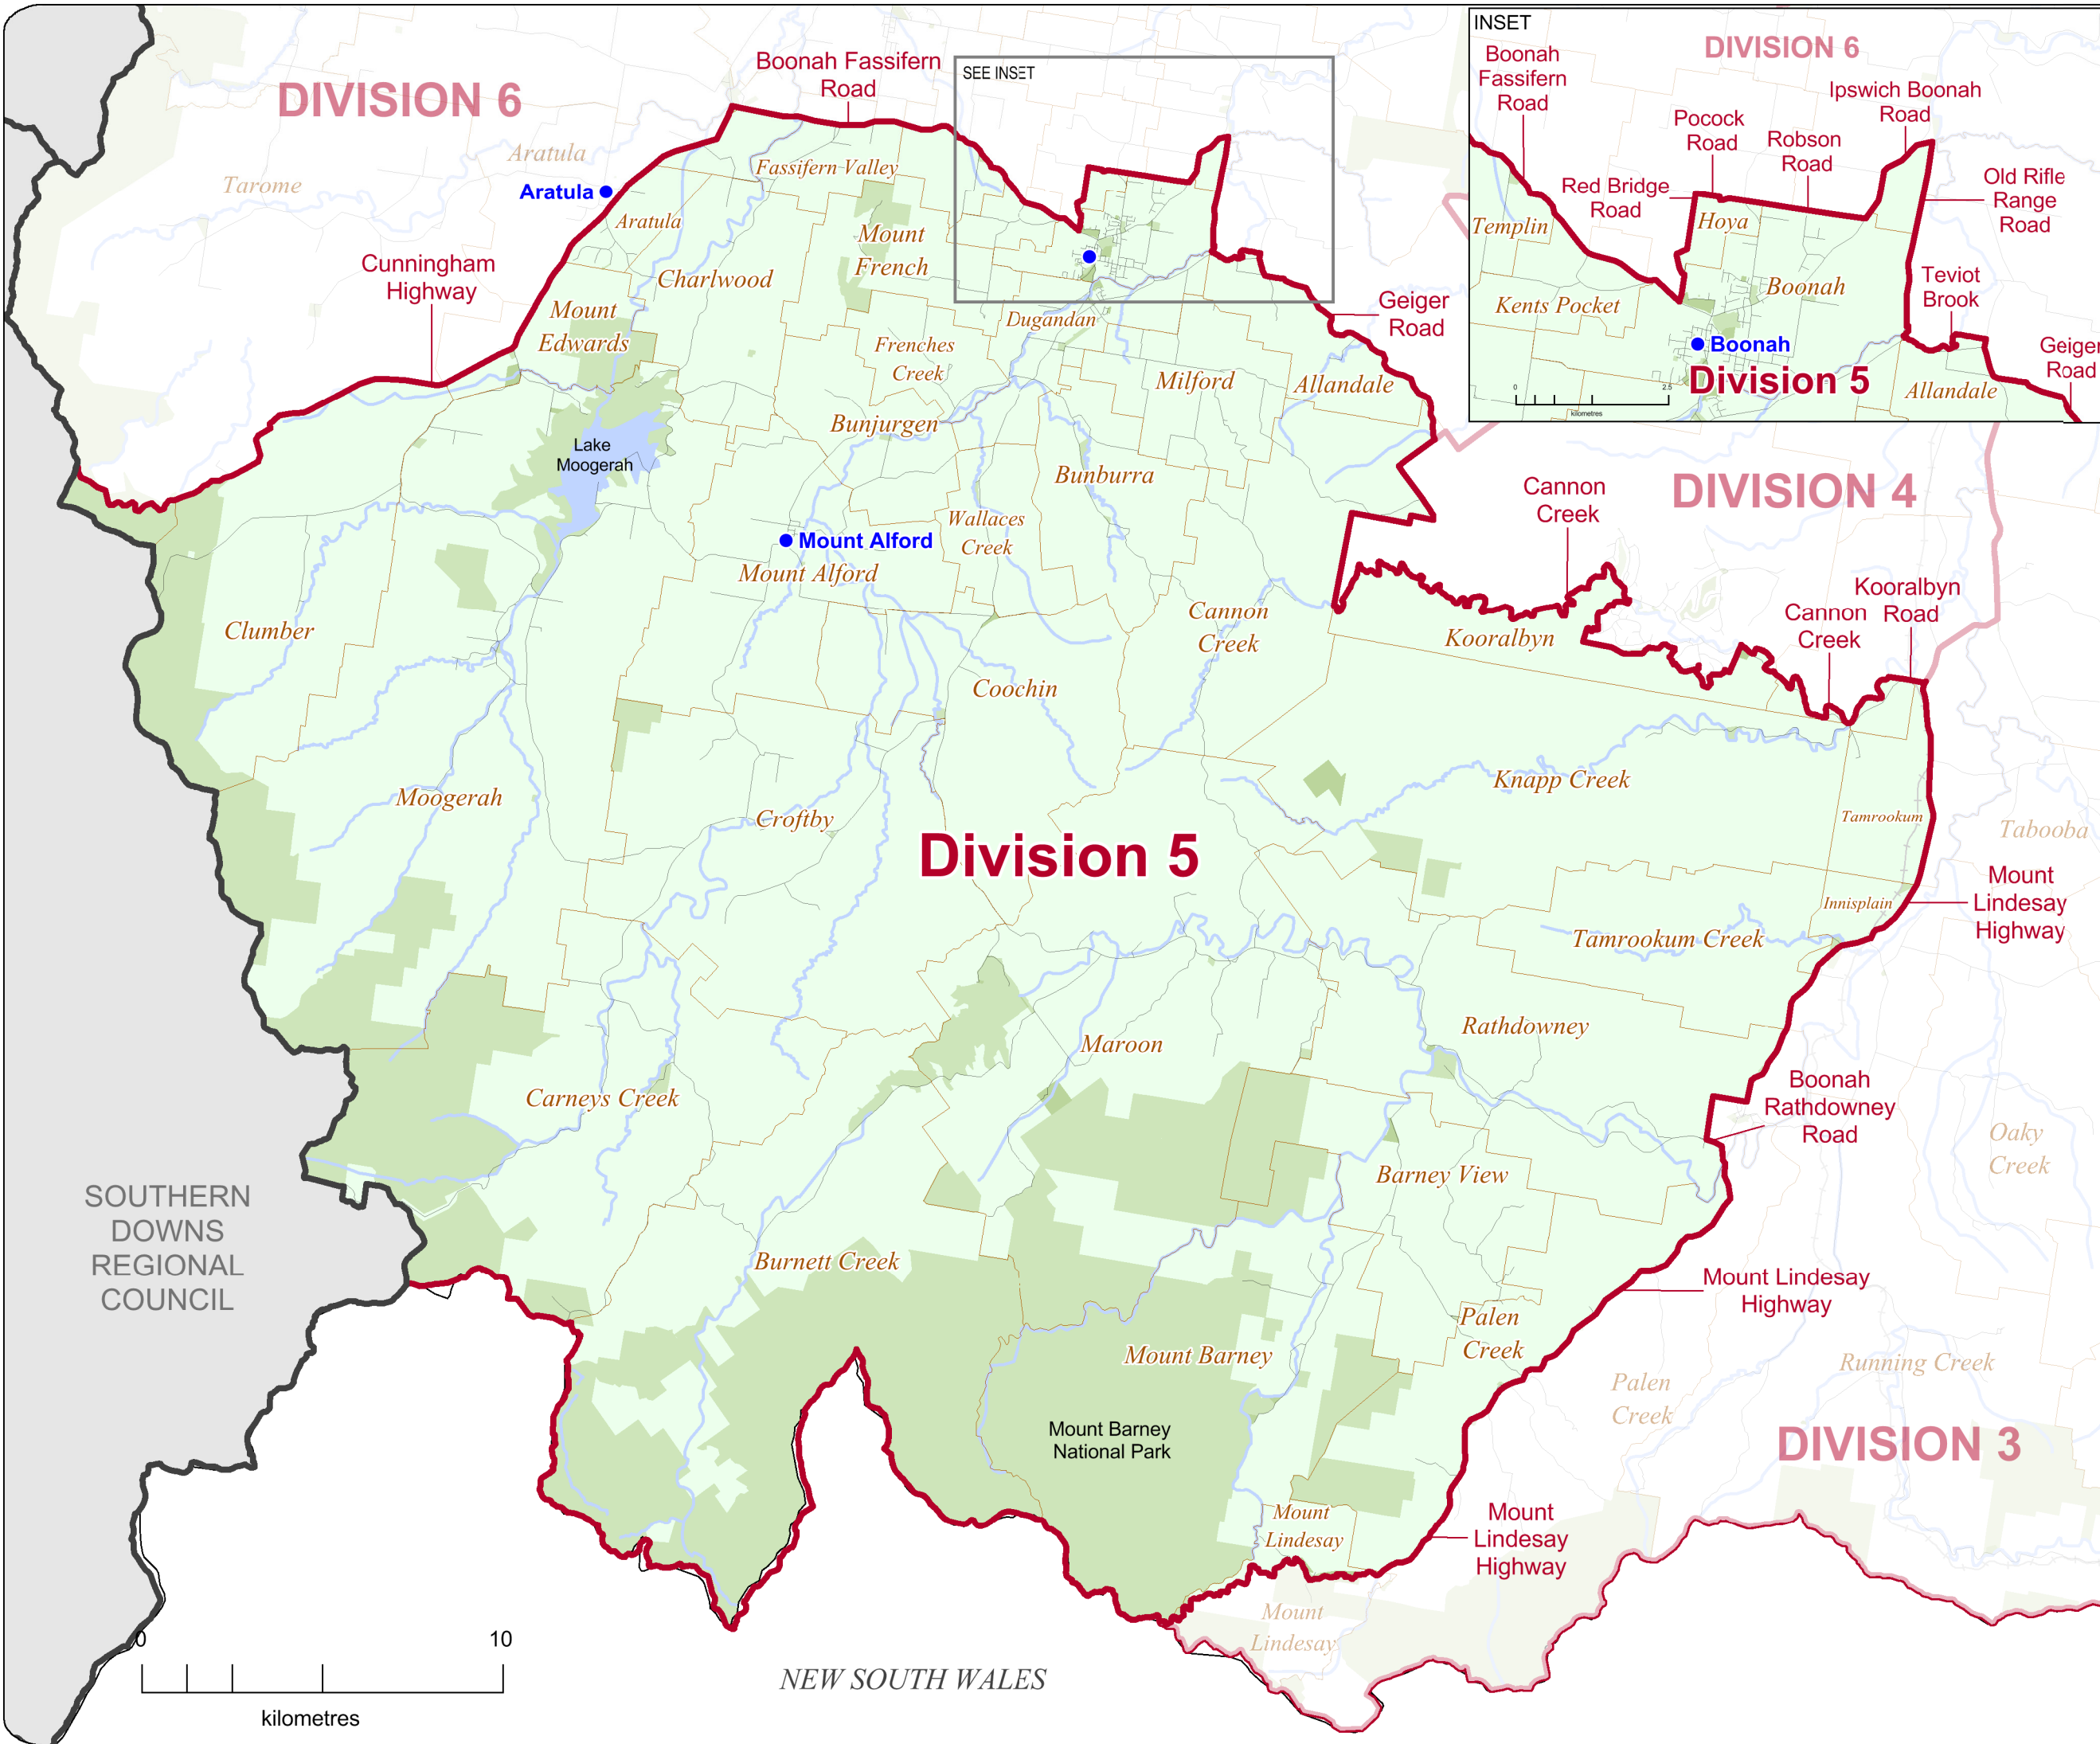 DIVISION 6
Boonah Fassifern
Road
SEE INSET
Tarome
Aratula
Aratula
Aratula
Fassifern Valley
Mount
French
Charlwood
Cunningham
Highway
Mount
Edwards
Dugandan
Frenches
Creek
Geiger
Road
Milford
Allandale
Bunjurgen
Lake
Moogerah
Bunburra
Wallaces
Creek
Mount Alford
Mount Alford
Cannon
Creek
DIVISION 4
Cannon
Creek
Kooralbyn
Cannon
Creek
Kooralbyn
Road
Clumber
Coochin
Moogerah
Croftby
Knapp Creek
Tamrookum
Tabooba
Division 5
Mount
Lindesay
Highway
Innisplain
Tamrookum Creek
Rathdowney
Maroon
Carneys Creek
Boonah
Rathdowney
Road
Oaky
Creek
Barney View
SOUTHERN
DOWNS
REGIONAL
COUNCIL
Burnett Creek
Mount Lindesay
Highway
Palen
Creek
Mount Barney
Running Creek
Palen
Creek
Mount Barney
National Park
DIVISION 3
Mount
Lindesay
Mount
Lindesay
Highway
Mount
Lindesay
NEW SOUTH WALES
0
10
kilometres
INSET
DIVISION 6
Boonah
Fassifern
Road
Pocock
Road
Robson
Road
Ipswich Boonah
Road
Red Bridge
Road
Old Rifle
Range
Road
Templin
Hoya
Boonah
Kents Pocket
Teviot
Brook
Boonah
Geiger
Road
Division 5
Allandale
0
2.5
kilometres